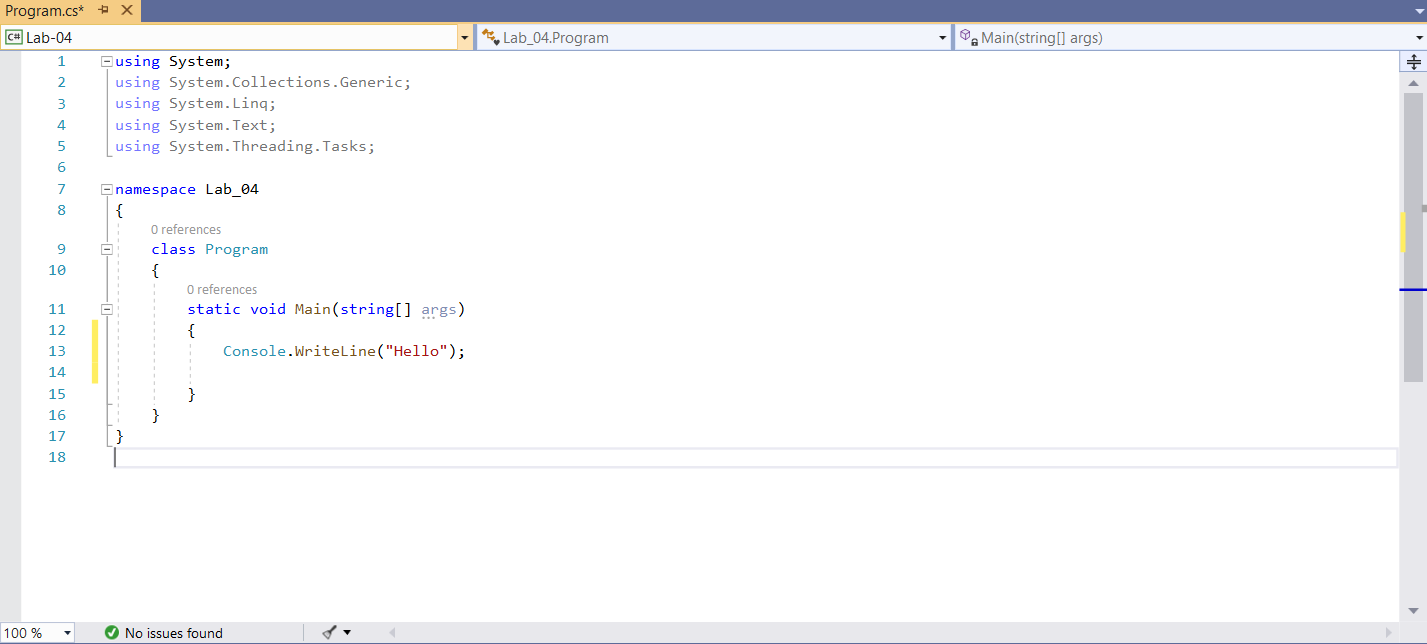 Program.cs*
C# Lab-04 Lab_04.Program Main(string[] args)
1 using System;
2 using System.Collections.Generic;
3 using System.Linq;
4 using System.Text;
5 using System.Threading.Tasks;
6
7 namespace Lab_04
8 {
0 references
9 class Program
10 {
0 references
11 static void Main(string[] args)
12 {
13 Console.WriteLine("Hello");
14
15 }
16 }
17 }
18
100 % No issues found